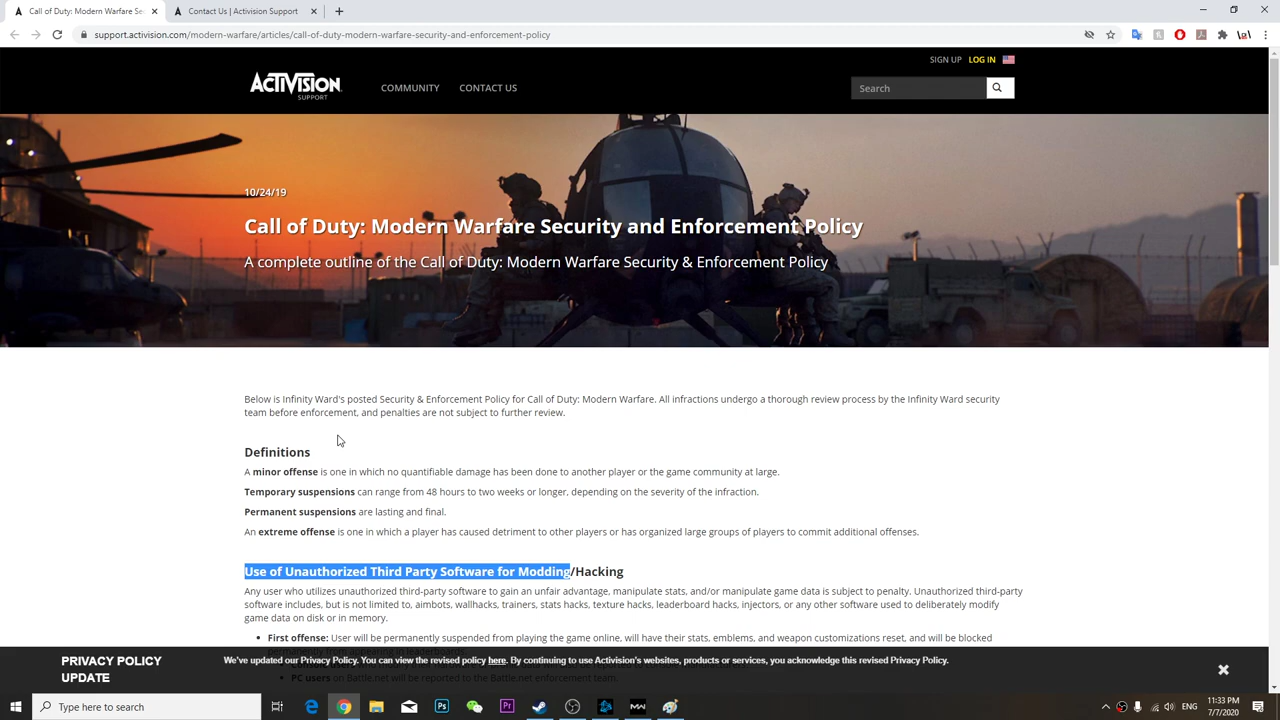 Call of Duty: Modern Warfare Sec
Contact Us | Activision Support
support.activision.com/modern-warfare/articles/call-of-duty-modern-warfare-security-and-enforcement-policy
SIGN UP LOG IN
ACTIVISION
SUPPORT
COMMUNITY CONTACT US
Search
10/24/19
Call of Duty: Modern Warfare Security and Enforcement Policy
A complete outline of the Call of Duty: Modern Warfare Security & Enforcement Policy
Below is Infinity Ward's posted Security & Enforcement Policy for Call of Duty: Modern Warfare. All infractions undergo a thorough review process by the Infinity Ward security
team before enforcement, and penalties are not subject to further review.
Definitions
A minor offense is one in which no quantifiable damage has been done to another player or the game community at large.
Temporary suspensions can range from 48 hours to two weeks or longer, depending on the severity of the infraction.
Permanent suspensions are lasting and final.
An extreme offense is one in which a player has caused detriment to other players or has organized large groups of players to commit additional offenses.
Use of Unauthorized Third Party Software for Modding/Hacking
Any user who utilizes unauthorized third-party software to gain an unfair advantage, manipulate stats, and/or manipulate game data is subject to penalty. Unauthorized third-party
software includes, but is not limited to, aimbots, wallhacks, trainers, stats hacks, texture hacks, leaderboard hacks, injectors, or any other software used to deliberately modify
game data on disk or in memory.
• First offense: User will be permanently suspended from playing the game online, will have their stats, emblems, and weapon customizations reset, and will be blocked
permanently from appearing in leaderboards.
PRIVACY POLICY
UPDATE
We've updated our Privacy Policy. You can view the revised policy here. By continuing to use Activision's websites, products or services, you acknowledge this revised Privacy Policy.
• PC users on Battle.net will be reported to the Battle.net enforcement team.
Type here to search
11:33 PM
7/7/2020